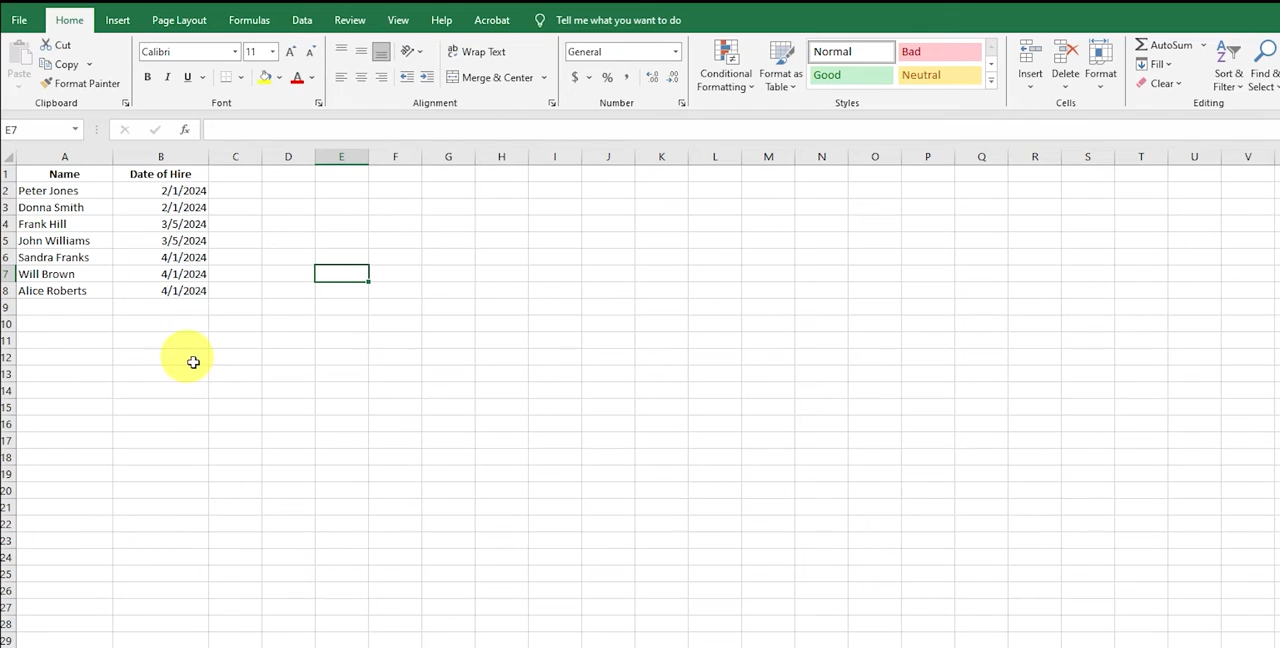 File Home Insert Page Layout Formulas Data Review View Help Acrobat Tell me what you want to do
Paste Cut Copy Format Painter
Calibri 11
B I U A
Wrap Text
Merge & Center
General
$ % ,
Conditional Formatting
Format as Table
Normal Bad
Good Neutral
Insert Delete Format
AutoSum
Fill
Clear
Sort & Filter
Find & Select
Clipboard Font Alignment Number Styles Cells Editing
E7 fx
A B C D E F G H I J K L M N O P Q R S T U V
1 Name Date of Hire
2 Peter Jones 2/1/2024
3 Donna Smith 2/1/2024
4 Frank Hill 3/5/2024
5 John Williams 3/5/2024
6 Sandra Franks 4/1/2024
7 Will Brown 4/1/2024
8 Alice Roberts 4/1/2024
9
10
11
12
13
14
15
16
17
18
19
20
21
22
23
24
25
26
27
28
29